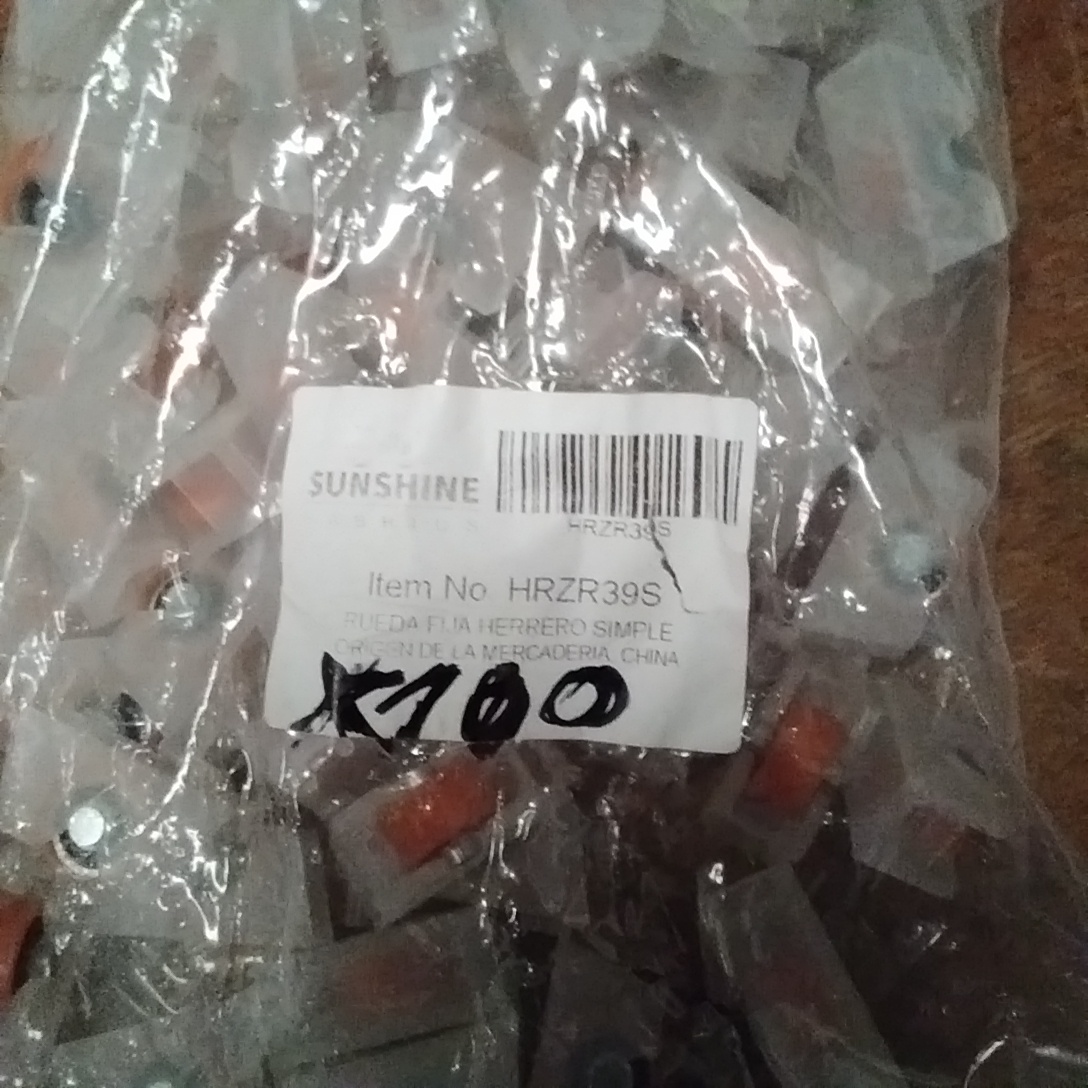 SUNSHINE
HRZR39S
Item No. HRZR39S
RUEDA FIJA HERRERO SIMPLE
ORIGEN DE LA MERCADERIA. CHINA
X100